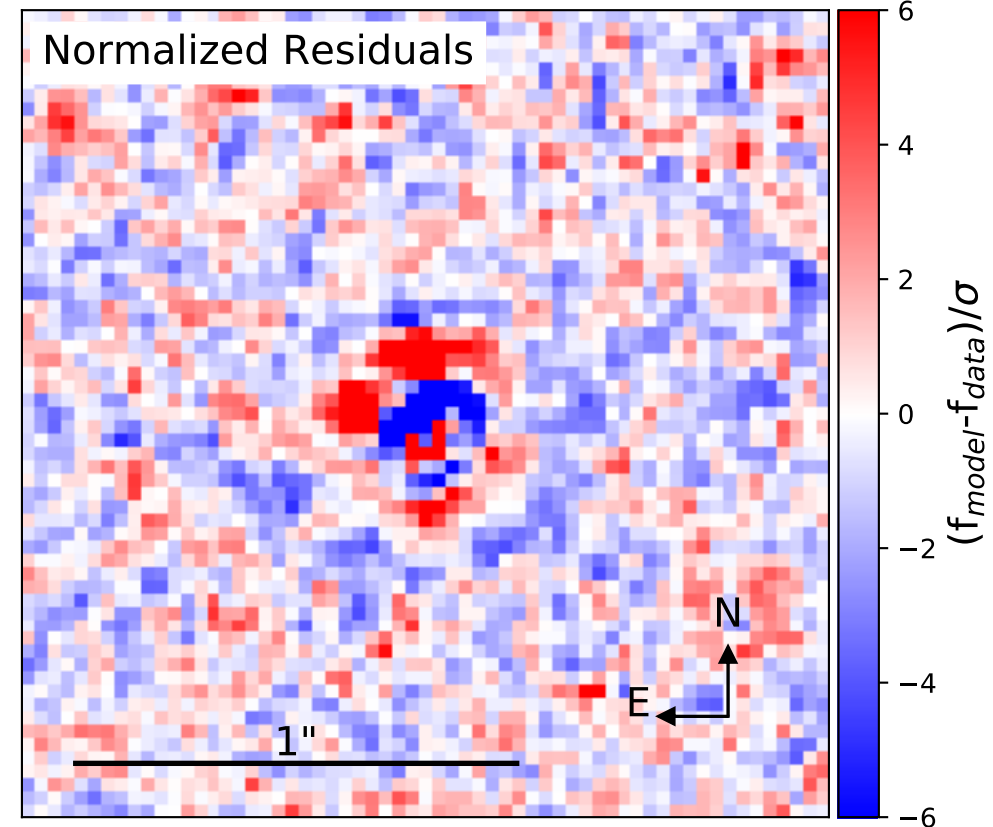 Normalized Residuals
6
4
2
0
−2
−4
−6
(f_model-f_data)/σ
N
E
1"